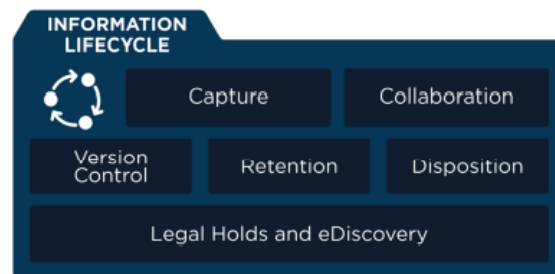 INFORMATION
LIFECYCLE
Capture
Collaboration
Version
Control
Retention
Disposition
Legal Holds and eDiscovery